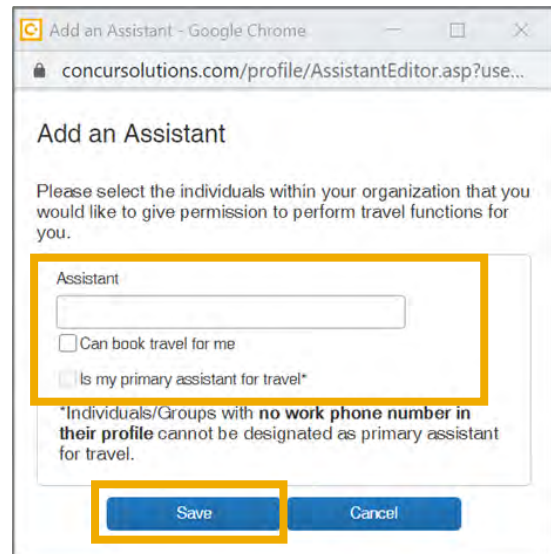 Add an Assistant - Google Chrome
concursolutions.com/profile/AssistantEditor.asp?use...
Add an Assistant
Please select the individuals within your organization that you
would like to give permission to perform travel functions for
you.
Assistant
Can book travel for me
Is my primary assistant for travel*
*Individuals/Groups with no work phone number in
their profile cannot be designated as primary assistant
for travel.
Save Cancel